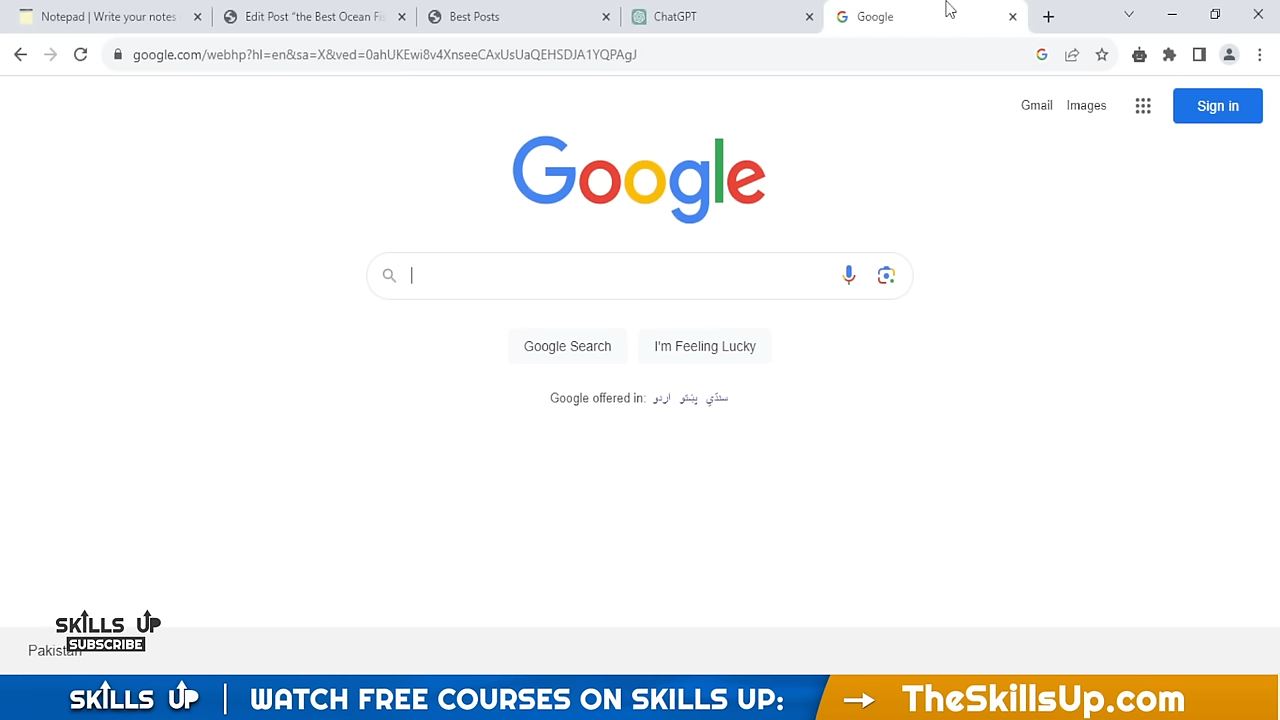 Notepad | Write your notes
Edit Post "the Best Ocean Fis
Best Posts
ChatGPT
Google
google.com/webhp?hl=en&sa=X&ved=0ahUKEwi8v4XnseeCAxUsUaQEHSDJA1YQPAgJ
Gmail
Images
Sign in
Google
Google Search
I'm Feeling Lucky
Google offered in: اردو پښتو سنڌي
SKILLS UP
SUBSCRIBE
Pakistan
SKILLS UP | WATCH FREE COURSES ON SKILLS UP: TheSkillsUp.com